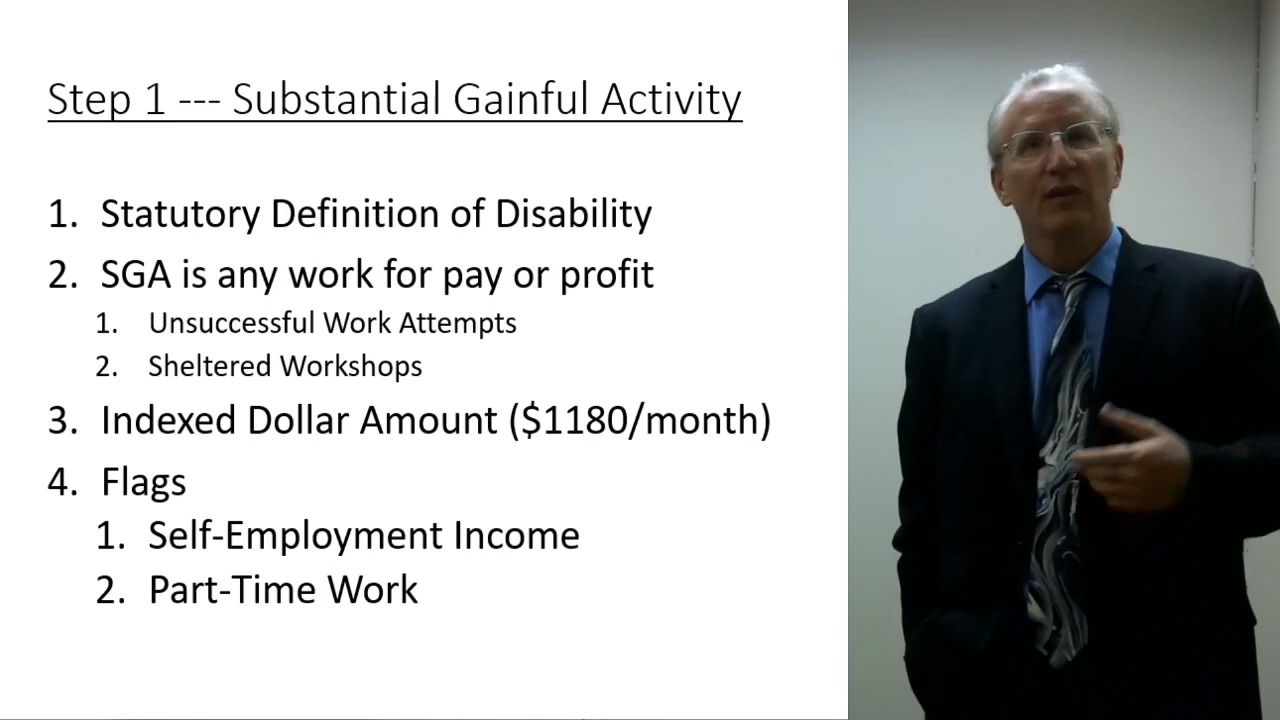 Step 1 --- Substantial Gainful Activity
1. Statutory Definition of Disability
2. SGA is any work for pay or profit
1. Unsuccessful Work Attempts
2. Sheltered Workshops
3. Indexed Dollar Amount ($1180/month)
4. Flags
1. Self-Employment Income
2. Part-Time Work